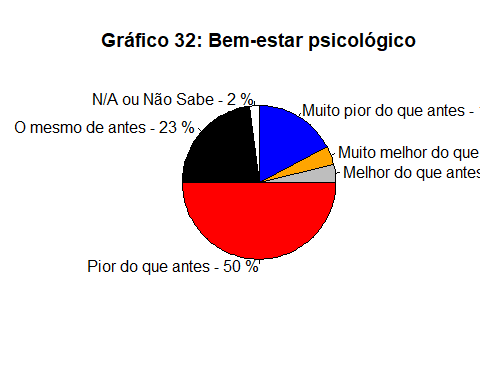 Gráfico 32: Bem-estar psicológico
N/A ou Não Sabe - 2 %
Muito pior do que antes -
O mesmo de antes - 23 %
Muito melhor do que
Melhor do que antes
Pior do que antes - 50 %